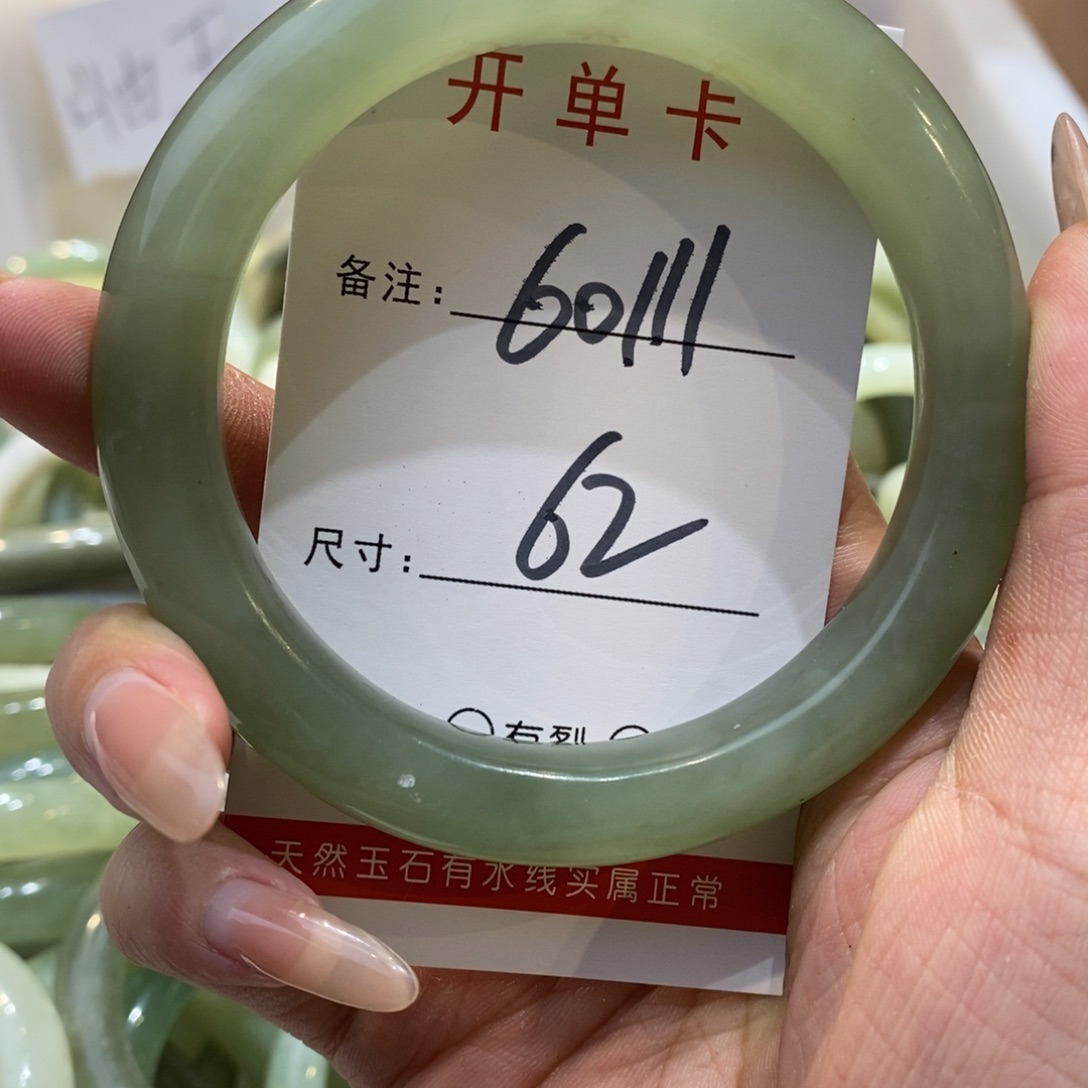 开单卡
备注：60111
尺寸：62
有裂
天然玉石有水线实属正常